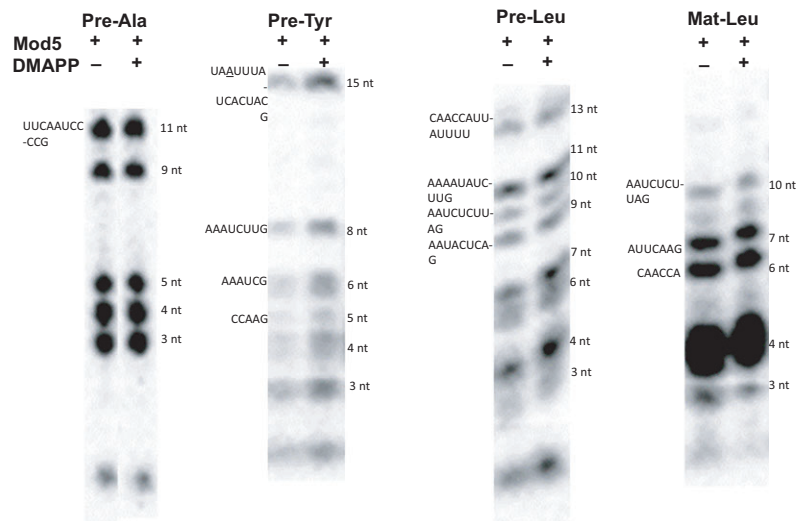 Pre-Ala
Mod5 + +
DMAPP – +
UUCAAUCC
-CCG
11 nt
9 nt
5 nt
4 nt
3 nt
Pre-Tyr
+ +
– +
UAAUUUA
-
UCACUACG
G
15 nt
AAAUCUUG
8 nt
AAAUCG
6 nt
CCAAG
5 nt
4 nt
3 nt
Pre-Leu
+ +
– +
CAACCAUU-
AUUUU
13 nt
11 nt
AAAAUAUC-
UUG
10 nt
AAUCUCUU-
AG
9 nt
AAUACUCA-
G
7 nt
6 nt
4 nt
3 nt
Mat-Leu
+ +
– +
AAUCUCU-
UAG
10 nt
AUUCAAG
7 nt
CAACCA
6 nt
4 nt
3 nt